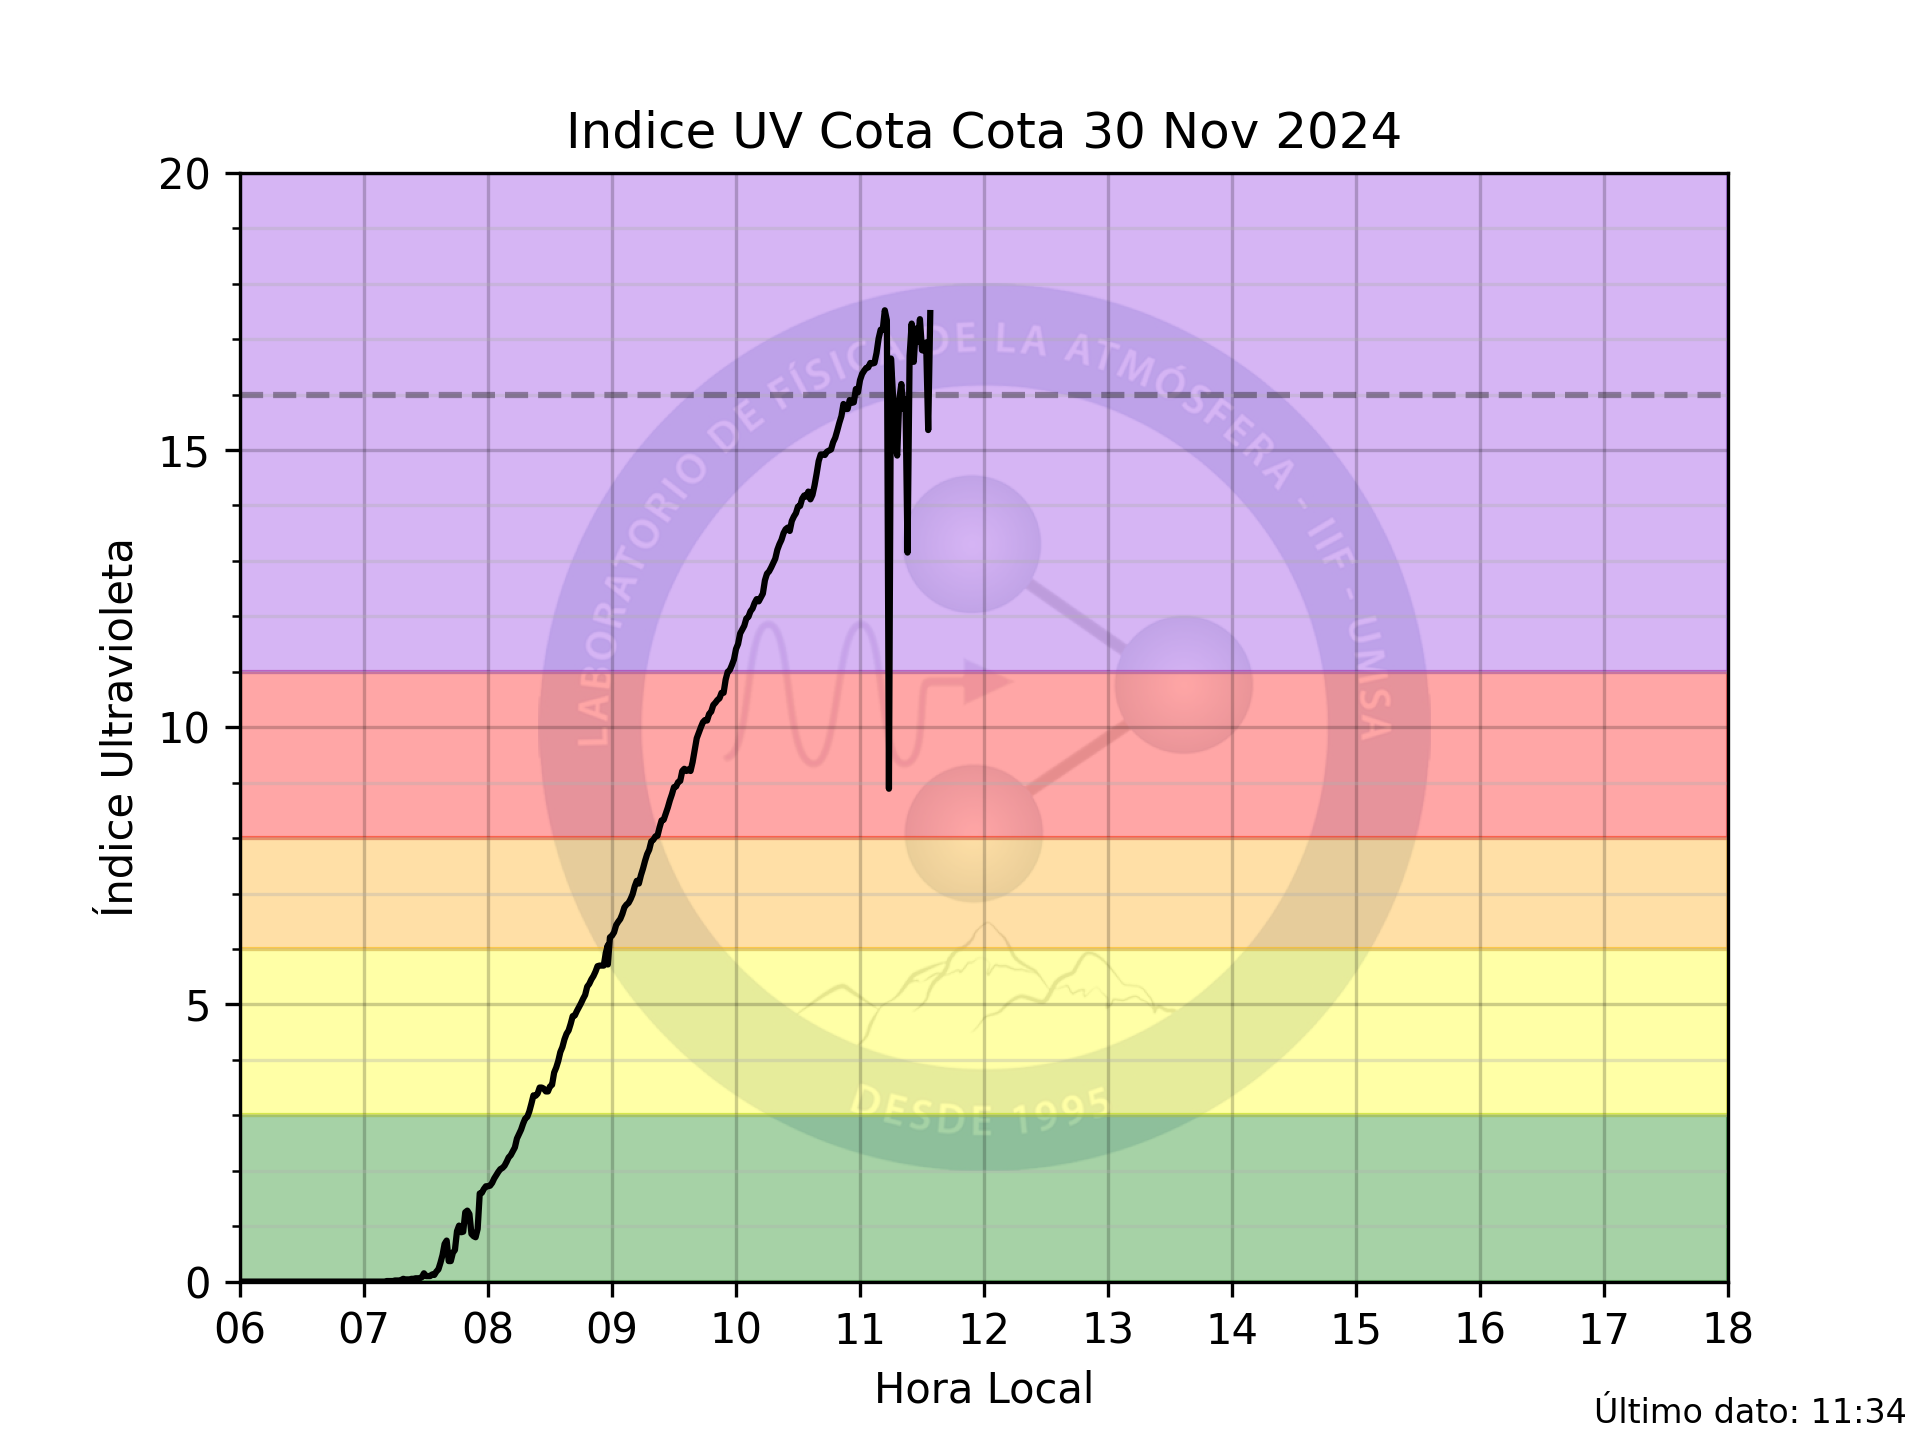 Indice UV Cota Cota 30 Nov 2024
20
15
10
5
0
Índice Ultravioleta
LABORATORIO DE FÍSICA DE LA ATMÓSFERA - IIF - UMSA
DESDE 1995
06 07 08 09 10 11 12 13 14 15 16 17 18
Hora Local
Último dato: 11:34